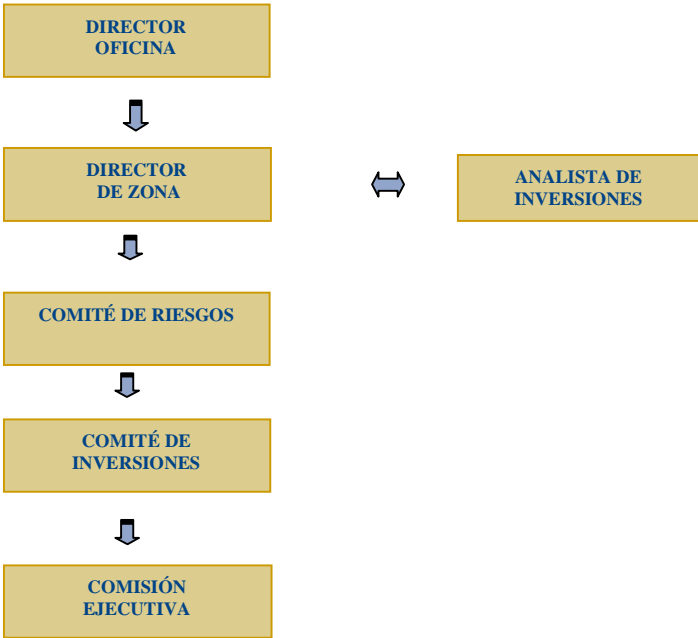 DIRECTOR
OFICINA
DIRECTOR
DE ZONA
ANALISTA DE
INVERSIONES
COMITÉ DE RIESGOS
COMITÉ DE
INVERSIONES
COMISIÓN
EJECUTIVA